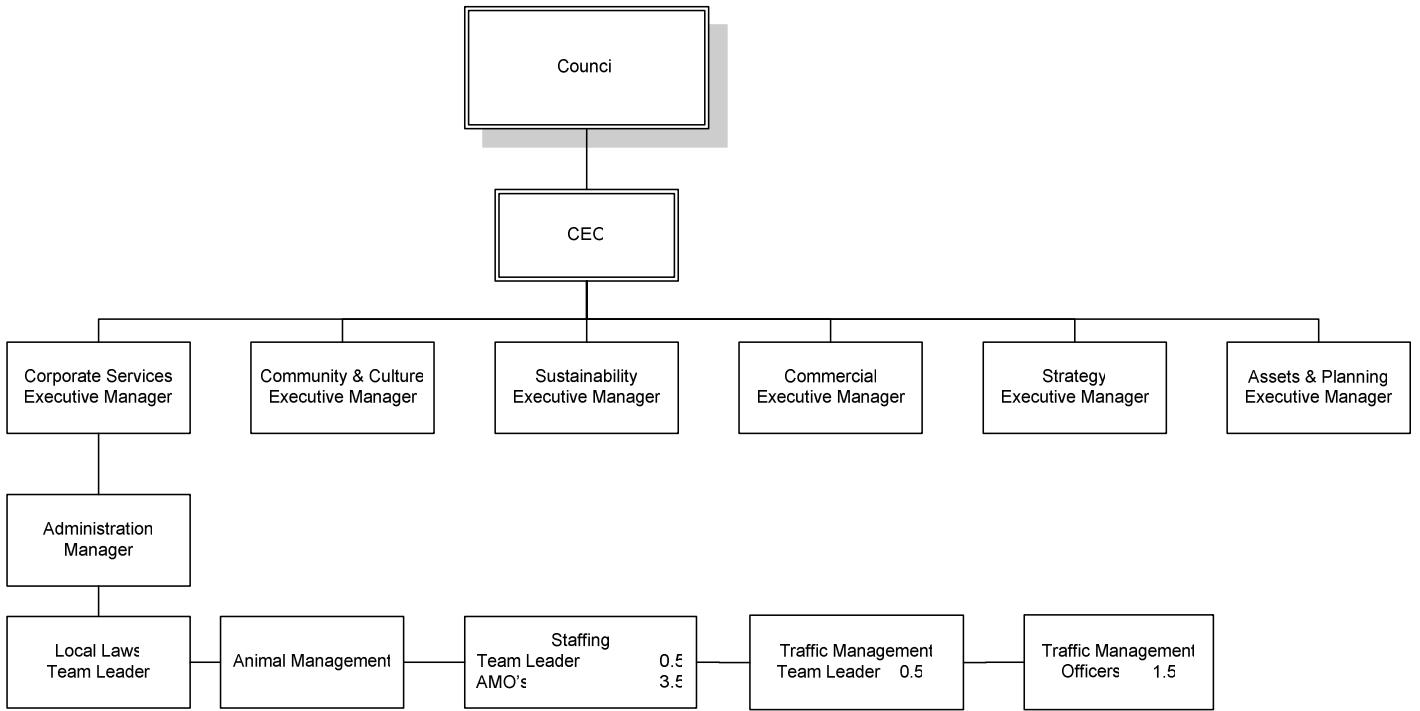 Counci
CEO
Corporate Services
Executive Manager
Community & Culture
Executive Manager
Sustainability
Executive Manager
Commercial
Executive Manager
Strategy
Executive Manager
Assets & Planning
Executive Manager
Administration
Manager
Local Laws
Team Leader
Animal Management
Staffing
Team Leader 0.5
AMO's 3.5
Traffic Management
Team Leader 0.5
Traffic Management
Officers 1.5